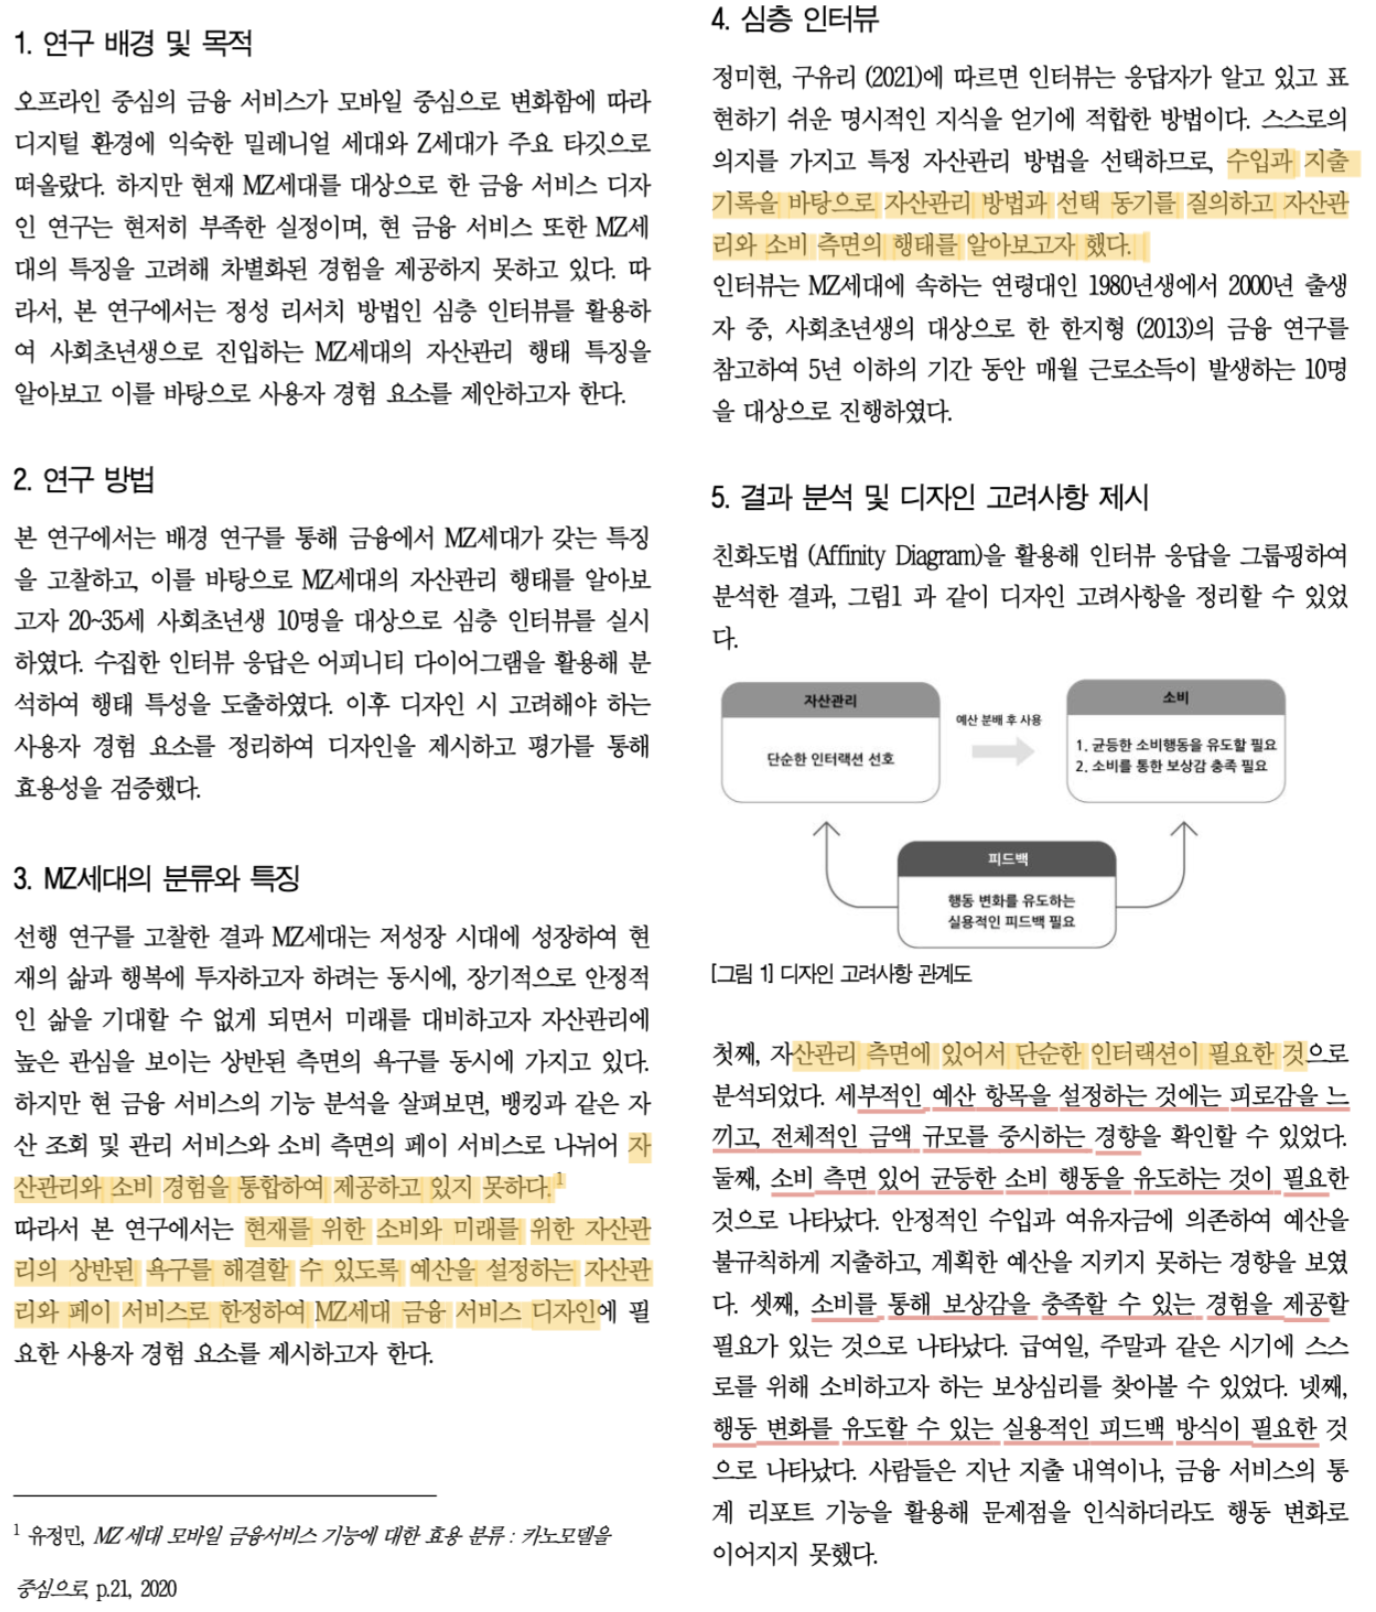 1. 연구 배경 및 목적
오프라인 중심의 금융 서비스가 모바일 중심으로 변화함에 따라
디지털 환경에 익숙한 밀레니얼 세대와 Z세대가 주요 타깃으로
떠올랐다. 하지만 현재 MZ세대를 대상으로 한 금융 서비스 디자
인 연구는 현저히 부족한 실정이며, 현 금융 서비스 또한 MZ세
대의 특징을 고려해 차별화된 경험을 제공하지 못하고 있다. 따
라서, 본 연구에서는 정성 리서치 방법인 심층 인터뷰를 활용하
여 사회초년생으로 진입하는 MZ세대의 자산관리 행태 특징을
알아보고 이를 바탕으로 사용자 경험 요소를 제안하고자 한다.
2. 연구 방법
본 연구에서는 배경 연구를 통해 금융에서 MZ세대가 갖는 특징
을 고찰하고, 이를 바탕으로 MZ세대의 자산관리 행태를 알아보
고자 20~35세 사회초년생 10명을 대상으로 심층 인터뷰를 실시
하였다. 수집한 인터뷰 응답은 어피니티 다이어그램을 활용해 분
석하여 행태 특성을 도출하였다. 이후 디자인 시 고려해야 하는
사용자 경험 요소를 정리하여 디자인을 제시하고 평가를 통해
효용성을 검증했다.
3. MZ세대의 분류와 특징
선행 연구를 고찰한 결과 MZ세대는 저성장 시대에 성장하여 현
재의 삶과 행복에 투자하고자 하려는 동시에, 장기적으로 안정적
인 삶을 기대할 수 없게 되면서 미래를 대비하고자 자산관리에
높은 관심을 보이는 상반된 측면의 욕구를 동시에 가지고 있다.
하지만 현 금융 서비스의 기능 분석을 살펴보면, 뱅킹과 같은 자
산 조회 및 관리 서비스와 소비 측면의 페이 서비스로 나뉘어 자
산관리와 소비 경험을 통합하여 제공하고 있지 못하다.1
따라서 본 연구에서는 현재를 위한 소비와 미래를 위한 자산관
리의 상반된 욕구를 해결할 수 있도록 예산을 설정하는 자산관
리와 페이 서비스로 한정하여 MZ세대 금융 서비스 디자인에 필
요한 사용자 경험 요소를 제시하고자 한다.
1 유정민, MZ세대 모바일 금융서비스 기능에 대한 효용 분류 : 카노모델을
중심으로, p.21, 2020
4. 심층 인터뷰
정미현, 구유리 (2021)에 따르면 인터뷰는 응답자가 알고 있고 표
현하기 쉬운 명시적인 지식을 얻기에 적합한 방법이다. 스스로의
의지를 가지고 특정 자산관리 방법을 선택하므로, 수입과 지출
기록을 바탕으로 자산관리 방법과 선택 동기를 질의하고 자산관
리와 소비 측면의 행태를 알아보고자 했다.
인터뷰는 MZ세대에 속하는 연령대인 1980년생에서 2000년 출생
자 중, 사회초년생의 대상으로 한 한지형 (2013)의 금융 연구를
참고하여 5년 이하의 기간 동안 매월 근로소득이 발생하는 10명
을 대상으로 진행하였다.
5. 결과 분석 및 디자인 고려사항 제시
친화도법 (Affinity Diagram)을 활용해 인터뷰 응답을 그룹핑하여
분석한 결과, 그림1 과 같이 디자인 고려사항을 정리할 수 있었
다.
자산관리
단순한 인터랙션 선호
예산 분배 후 사용
소비
1. 균등한 소비행동을 유도할 필요
2. 소비를 통한 보상감 충족 필요
피드백
행동 변화를 유도하는
실용적인 피드백 필요
[그림 1] 디자인 고려사항 관계도
첫째, 자산관리 측면에 있어서 단순한 인터랙션이 필요한 것으로
분석되었다. 세부적인 예산 항목을 설정하는 것에는 피로감을 느
끼고, 전체적인 금액 규모를 중시하는 경향을 확인할 수 있었다.
둘째, 소비 측면 있어 균등한 소비 행동을 유도하는 것이 필요한
것으로 나타났다. 안정적인 수입과 여유자금에 의존하여 예산을
불규칙하게 지출하고, 계획한 예산을 지키지 못하는 경향을 보였
다. 셋째, 소비를 통해 보상감을 충족할 수 있는 경험을 제공할
필요가 있는 것으로 나타났다. 급여일, 주말과 같은 시기에 스스
로를 위해 소비하고자 하는 보상심리를 찾아볼 수 있었다. 넷째,
행동 변화를 유도할 수 있는 실용적인 피드백 방식이 필요한 것
으로 나타났다. 사람들은 지난 지출 내역이나, 금융 서비스의 통
계 리포트 기능을 활용해 문제점을 인식하더라도 행동 변화로
이어지지 못했다.